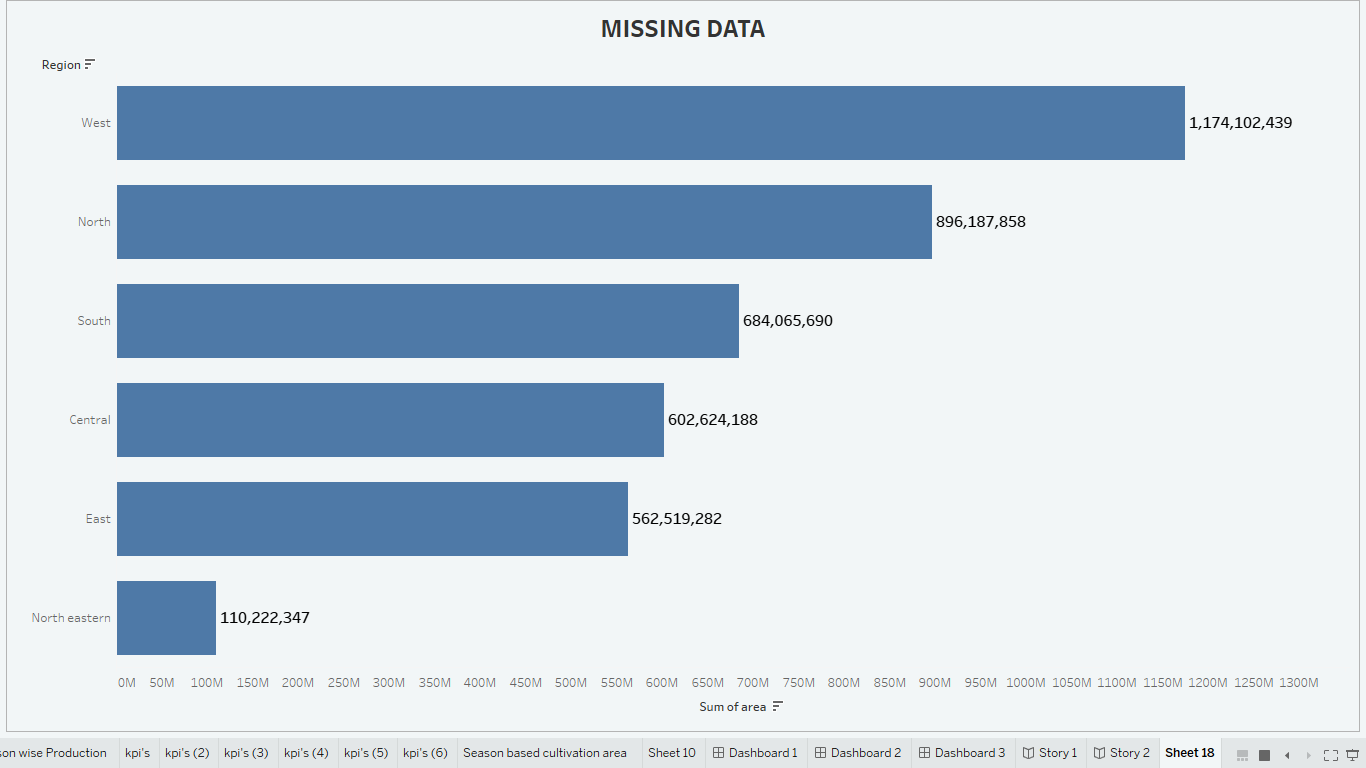 MISSING DATA
Region
West
1,174,102,439
North
896,187,858
South
684,065,690
Central
602,624,188
East
562,519,282
North eastern
110,222,347
0M 50M 100M 150M 200M 250M 300M 350M 400M 450M 500M 550M 600M 650M 700M 750M 800M 850M 900M 950M 1000M 1050M 1100M 1150M 1200M 1250M 1300M
Sum of area
son wise Production kpi's kpi's (2) kpi's (3) kpi's (4) kpi's (5) kpi's (6) Season based cultivation area Sheet 10 Dashboard 1 Dashboard 2 Dashboard 3 Story 1 Story 2 Sheet 18